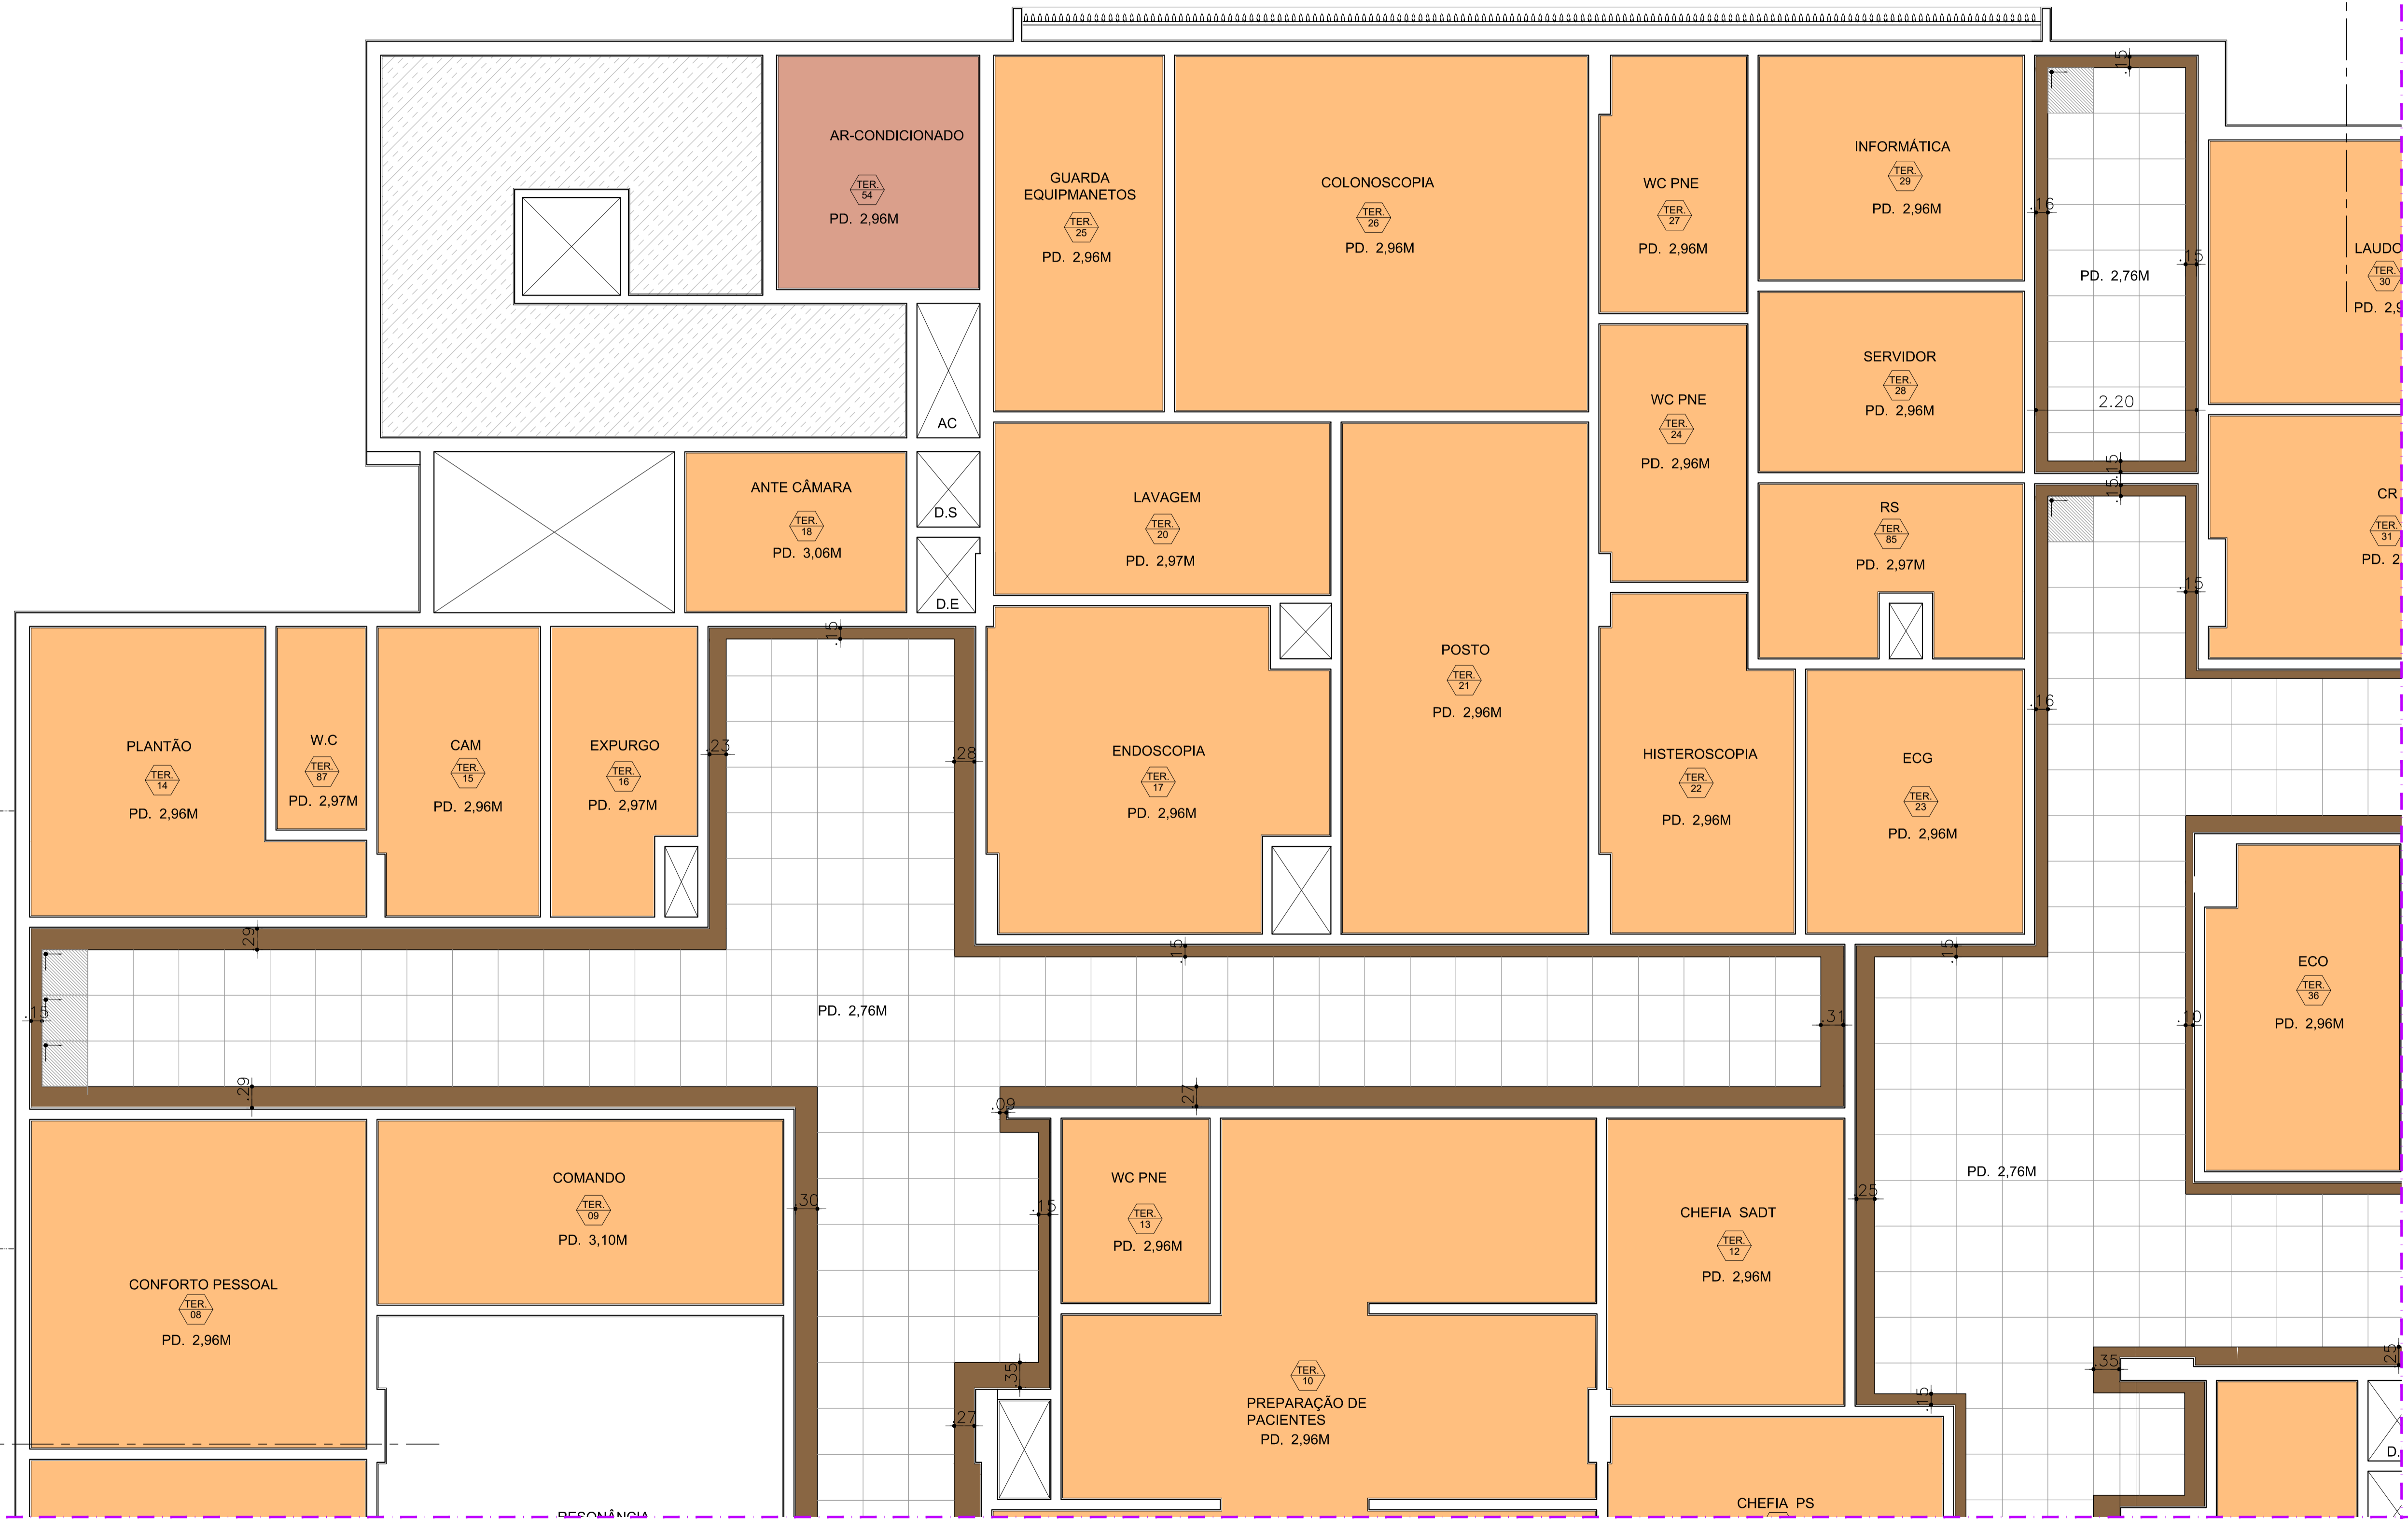 AR-CONDICIONADO
TER.
54
PD. 2,96M
GUARDA
EQUIPMANETOS
TER.
25
PD. 2,96M
COLONOSCOPIA
TER.
26
PD. 2,96M
WC PNE
TER.
27
PD. 2,96M
INFORMÁTICA
TER.
29
PD. 2,96M
.15
.16
.15
PD. 2,76M
2.20
.15
.15
LAUDO
TER.
30
PD. 2,9
AC
D.S
D.E
ANTE CÂMARA
TER.
18
PD. 3,06M
LAVAGEM
TER.
20
PD. 2,97M
WC PNE
TER.
24
PD. 2,96M
SERVIDOR
TER.
28
PD. 2,96M
RS
TER.
85
PD. 2,97M
CR
TER.
31
PD. 2
.15
.16
PLANTÃO
TER.
14
PD. 2,96M
W.C
TER.
87
PD. 2,97M
CAM
TER.
15
PD. 2,96M
EXPURGO
TER.
16
PD. 2,97M
.15
.23
.28
ENDOSCOPIA
TER.
17
PD. 2,96M
POSTO
TER.
21
PD. 2,96M
HISTEROSCOPIA
TER.
22
PD. 2,96M
ECG
TER.
23
PD. 2,96M
.29
.15
.15
.15
PD. 2,76M
.31
.10
ECO
TER.
36
PD. 2,96M
.29
.27
.09
COMANDO
TER.
09
PD. 3,10M
.30
.15
WC PNE
TER.
13
PD. 2,96M
CHEFIA SADT
TER.
12
PD. 2,96M
.25
PD. 2,76M
CONFORTO PESSOAL
TER.
08
PD. 2,96M
.35
.27
TER.
10
PREPARAÇÃO DE
PACIENTES
PD. 2,96M
.15
.35
.25
D.
CHEFIA PS
RESONÂNCIA